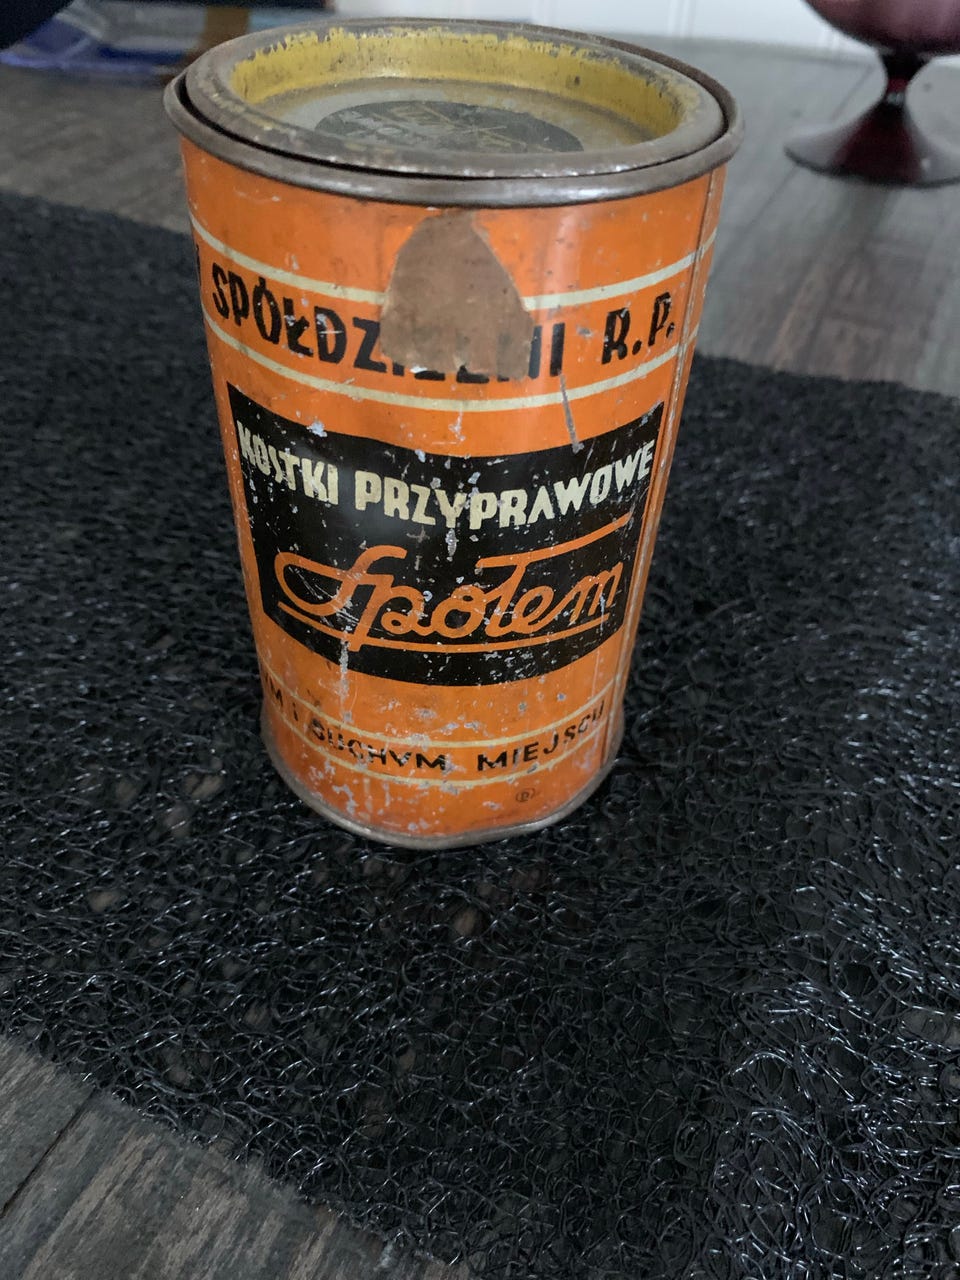 SPÓŁDZIELNI R.P.
KOSTKI PRZYPRAWOWE
Społem
SUCHYM MIEJSCU